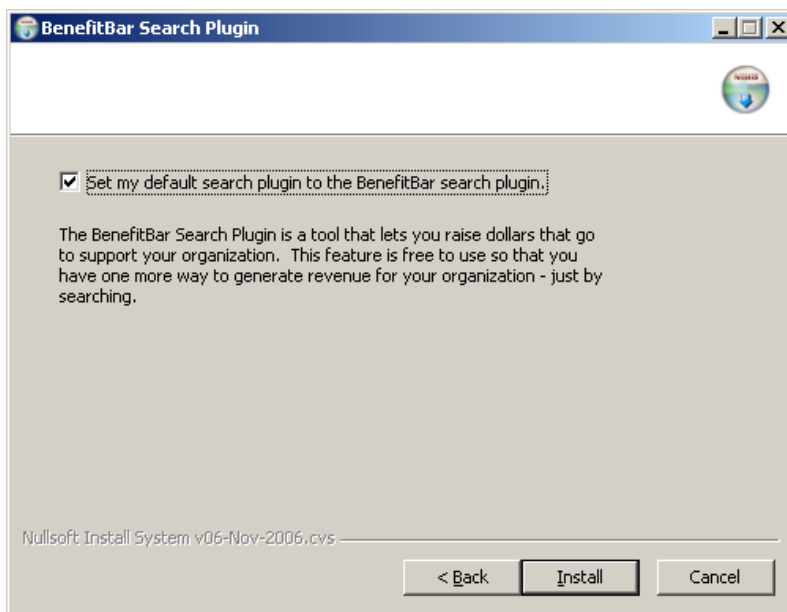 BenefitBar Search Plugin
Set my default search plugin to the BenefitBar search plugin.
The BenefitBar Search Plugin is a tool that lets you raise dollars that go
to support your organization.  This feature is free to use so that you
have one more way to generate revenue for your organization - just by
searching.
Nullsoft Install System v06-Nov-2006.cvs
< Back
Install
Cancel